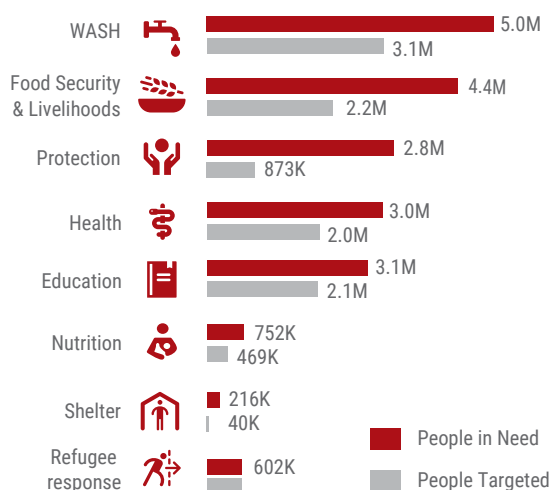 WASH
5.0M
3.1M
Food Security
& Livelihoods
4.4M
2.2M
Protection
2.8M
873K
Health
3.0M
2.0M
Education
3.1M
2.1M
Nutrition
752K
469K
Shelter
216K
40K
Refugee
response
602K
People in Need
People Targeted